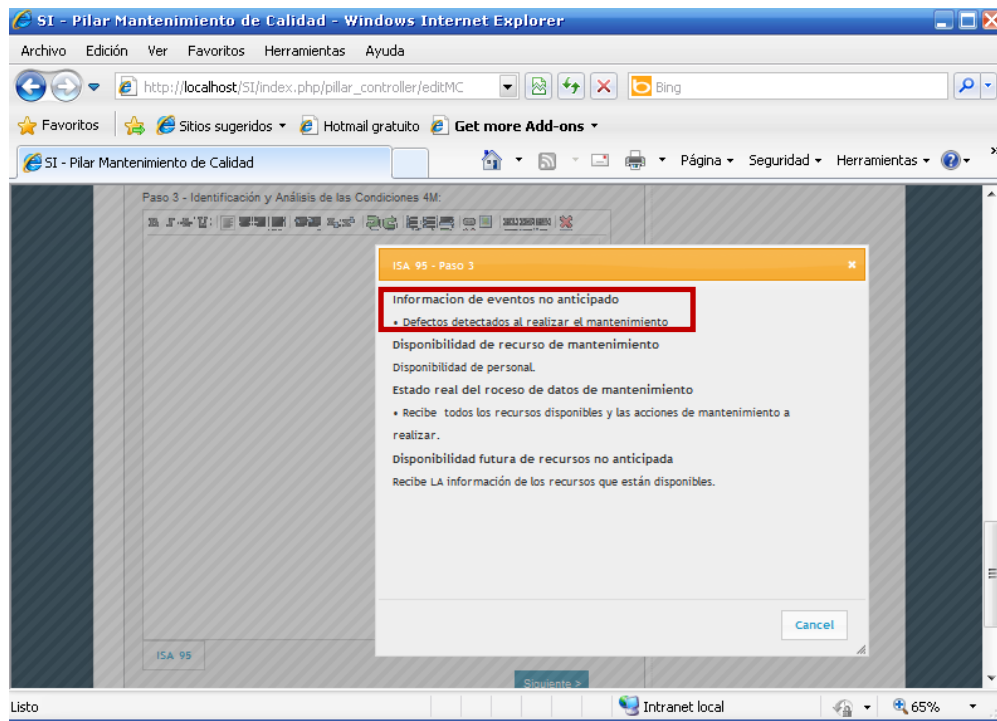 SI - Pilar Mantenimiento de Calidad - Windows Internet Explorer
Archivo Edición Ver Favoritos Herramientas Ayuda
http://localhost/SI/index.php/pillar_controller/editMC Bing
Favoritos Sitios sugeridos Hotmail gratuito Get more Add-ons
SI - Pilar Mantenimiento de Calidad Página Seguridad Herramientas »
Paso 3 - Identificación y Análisis de las Condiciones 4M:
ISA 95 - Paso 3
Informacion de eventos no anticipado
• Defectos detectados al realizar el mantenimiento
Disponibilidad de recurso de mantenimiento
Disponibilidad de personal.
Estado real del roceso de datos de mantenimiento
• Recibe todos los recursos disponibles y las acciones de mantenimiento a
realizar.
Disponibilidad futura de recursos no anticipada
Recibe LA información de los recursos que están disponibles.
Cancel
ISA 95
Siguiente >
Listo Intranet local 65%